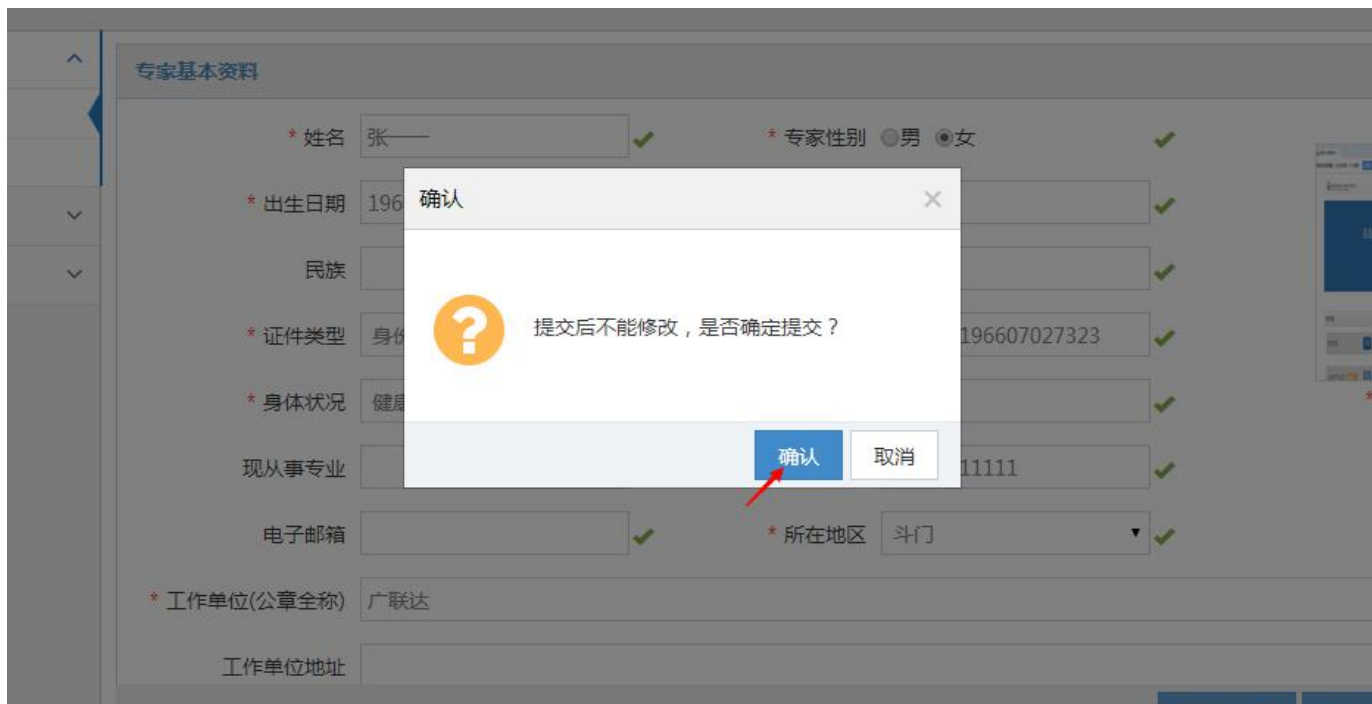 专家基本资料
* 姓名 张 * 专家性别 男 女
* 出生日期 196
民族
* 证件类型 身份 196607027323
* 身体状况 健康
现从事专业 11111
电子邮箱 * 所在地区 斗门
* 工作单位(公章全称) 广联达
工作单位地址
确认 ×
提交后不能修改，是否确定提交？
确认 取消